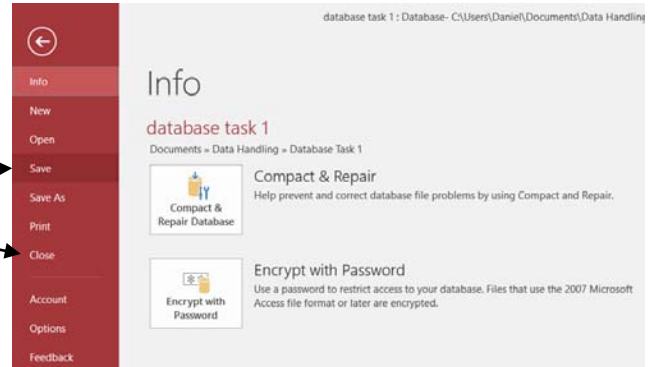 database task 1 : Database- C:\Users\Daniel\Documents\Data Handling
Info
New
Open
Save
Save As
Print
Close
Account
Options
Feedback
Info
database task 1
Documents » Data Handling » Database Task 1
Compact &
Repair Database
Compact & Repair
Help prevent and correct database file problems by using Compact and Repair.
Encrypt with
Password
Encrypt with Password
Use a password to restrict access to your database. Files that use the 2007 Microsoft
Access file format or later are encrypted.